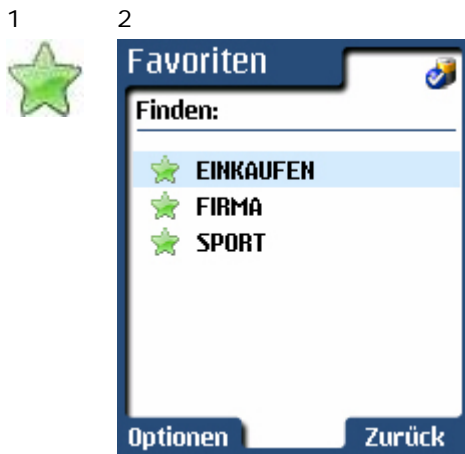 1 2
Favoriten
Finden:
EINKAUFEN
FIRMA
SPORT
Optionen Zurück